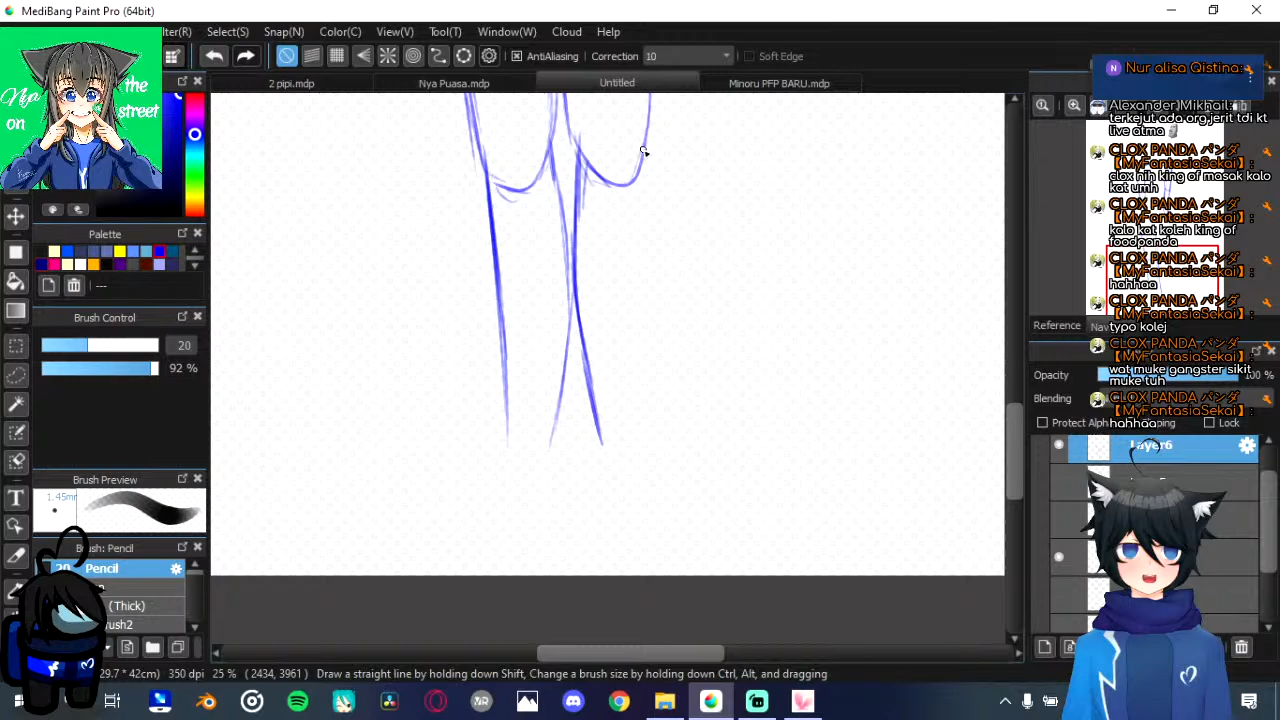 MediBang Paint Pro (64bit)
lter(R) Select(S) Snap(N) Color(C) View(V) Tool(T) Window(W) Cloud Help
AntiAliasing Correction 10 Soft Edge
2 pipi.mdp Nya Puasa.mdp Untitled Minoru PFP BARU.mdp
Nya on the street
Palette
---
Brush Control
20
92 %
Brush Preview
1.45m
Brush: Pencil
20 Pencil
(Thick)
rush2
N Nur alisa Qistina:
Alexander Mikhail:
terkejut ada org jerit tdi kt
live atma
CLOX PANDA パンダ
【MyFantasiaSekai】:
clox nih king of masak kalo
kat umh
CLOX PANDA パンダ
【MyFantasiaSekai】:
kalo kat koleh king of
foodpanda
CLOX PANDA パンダ
【MyFantasiaSekai】:
hahhaa
CLOX PANDA パンダ
【MyFantasiaSekai】:
typo kolej
CLOX PANDA パンダ
【MyFantasiaSekai】:
wat muke gangster sikit
muke tuh
CLOX PANDA パンダ
【MyFantasiaSekai】:
hahhaa
Reference Nav
Opacity 100 %
Blending
Protect Alph pping Lock
Layer6
29.7 * 42cm) 350 dpi 25 % ( 2434, 3961 ) Draw a straight line by holding down Shift, Change a brush size by holding down Ctrl, Alt, and dragging